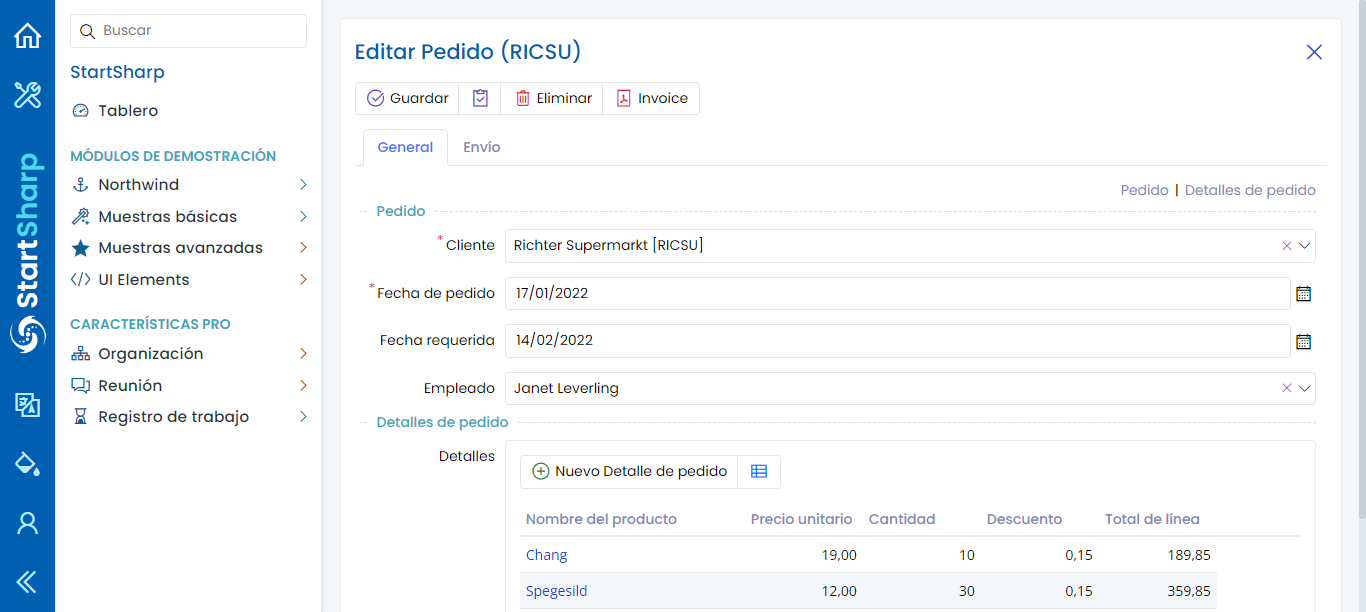 StartSharp
Buscar
StartSharp
Tablero
MÓDULOS DE DEMOSTRACIÓN
Northwind
Muestras básicas
Muestras avanzadas
UI Elements
CARACTERÍSTICAS PRO
Organización
Reunión
Registro de trabajo
Editar Pedido (RICSU)
Guardar Eliminar Invoice
General Envío
Pedido | Detalles de pedido
Pedido
* Cliente Richter Supermarkt [RICSU]
* Fecha de pedido 17/01/2022
Fecha requerida 14/02/2022
Empleado Janet Leverling
Detalles de pedido
Detalles
Nuevo Detalle de pedido
Nombre del producto Precio unitario Cantidad Descuento Total de línea
Chang 19,00 10 0,15 189,85
Spegesild 12,00 30 0,15 359,85